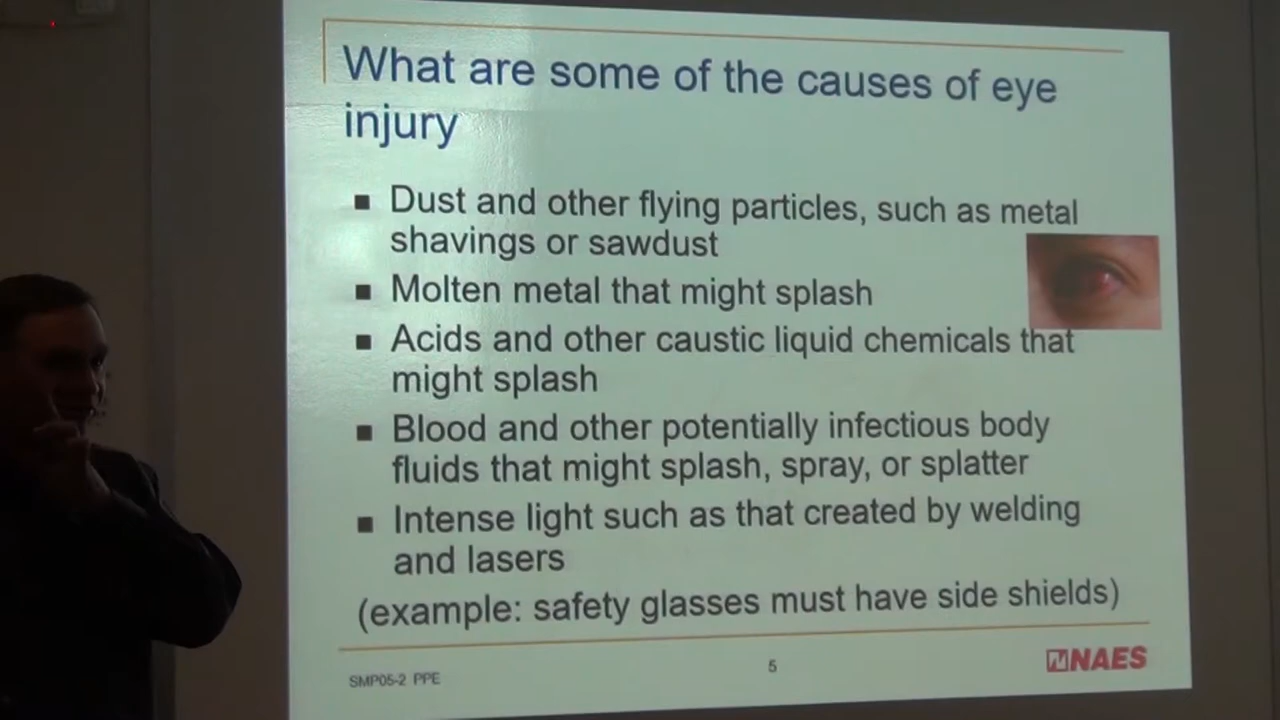 What are some of the causes of eye
injury
■ Dust and other flying particles, such as metal
shavings or sawdust
■ Molten metal that might splash
■ Acids and other caustic liquid chemicals that
might splash
■ Blood and other potentially infectious body
fluids that might splash, spray, or splatter
■ Intense light such as that created by welding
and lasers
(example: safety glasses must have side shields)
SMP05-2 PPE
5
NAES